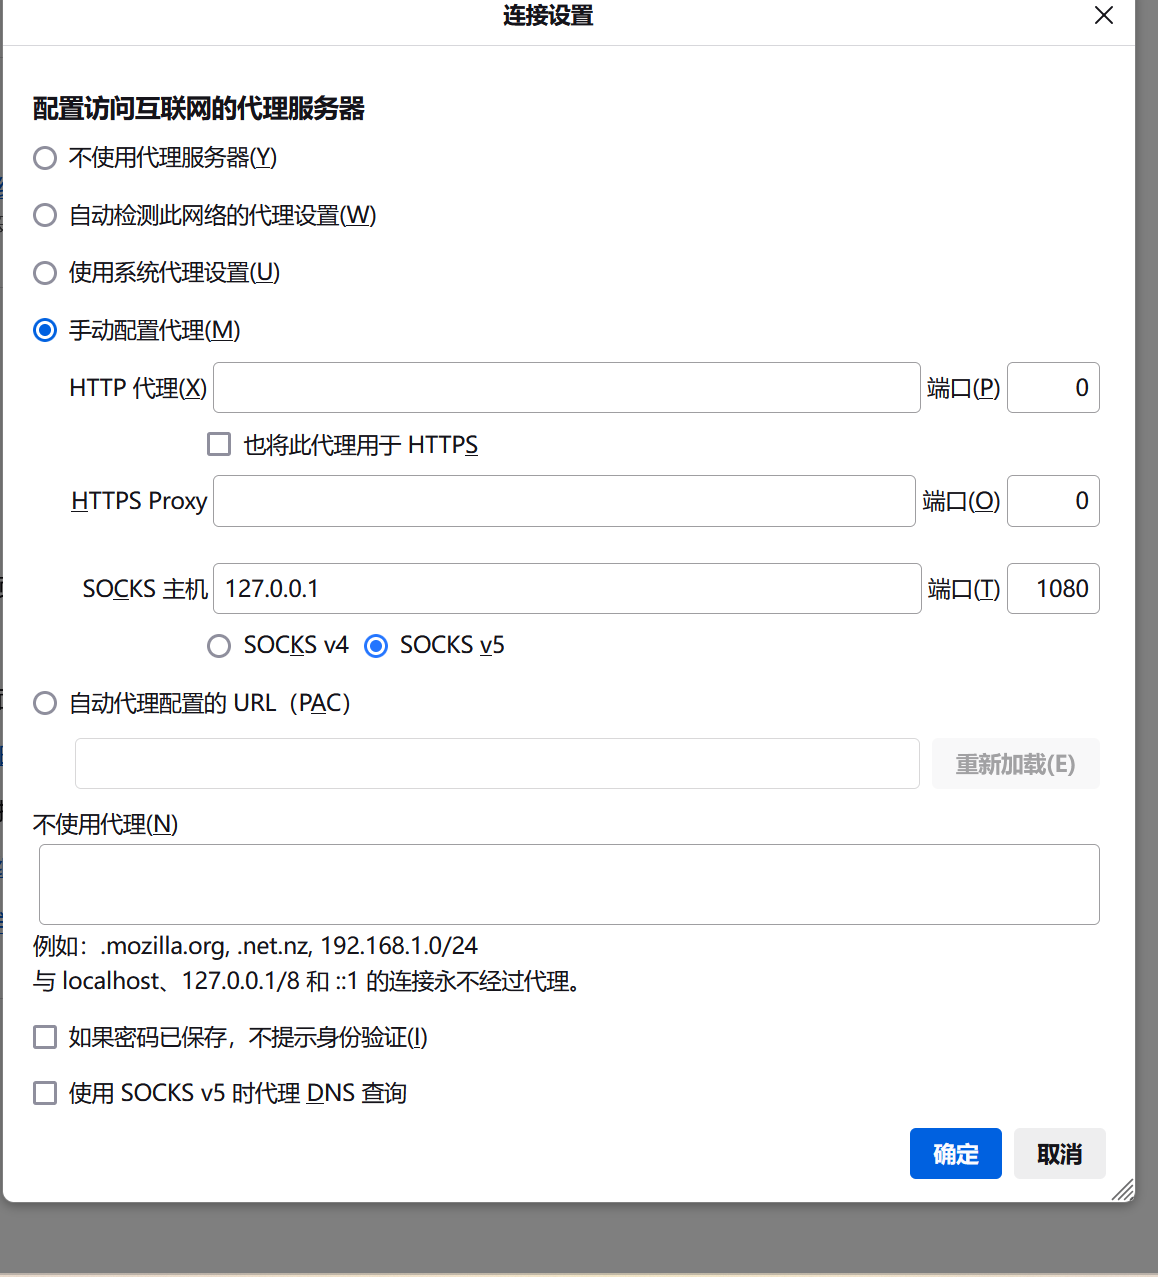 连接设置
配置访问互联网的代理服务器
不使用代理服务器(Y)
自动检测此网络的代理设置(W)
使用系统代理设置(U)
手动配置代理(M)
HTTP 代理(X) 端口(P) 0
也将此代理用于 HTTPS
HTTPS Proxy 端口(O) 0
SOCKS 主机 127.0.0.1 端口(T) 1080
SOCKS v4 SOCKS v5
自动代理配置的 URL（PAC）
重新加载(E)
不使用代理(N)
例如：.mozilla.org, .net.nz, 192.168.1.0/24
与 localhost、127.0.0.1/8 和 ::1 的连接永不经过代理。
如果密码已保存，不提示身份验证(I)
使用 SOCKS v5 时代理 DNS 查询
确定 取消